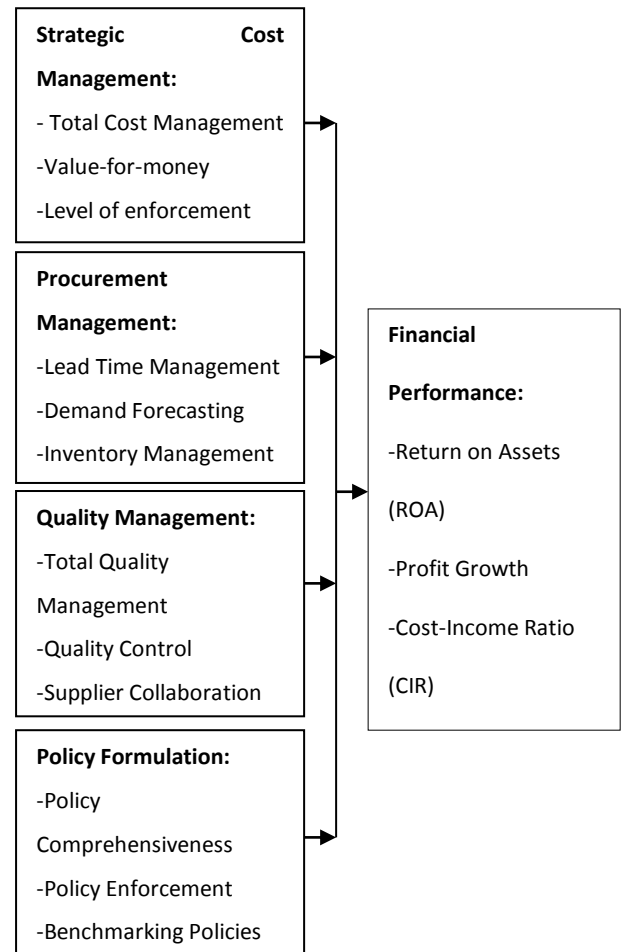 Strategic Cost
Management:
- Total Cost Management
-Value-for-money
-Level of enforcement
Procurement
Management:
-Lead Time Management
-Demand Forecasting
-Inventory Management
Quality Management:
-Total Quality
Management
-Quality Control
-Supplier Collaboration
Policy Formulation:
-Policy
Comprehensiveness
-Policy Enforcement
-Benchmarking Policies
Financial
Performance:
-Return on Assets
(ROA)
-Profit Growth
-Cost-Income Ratio
(CIR)